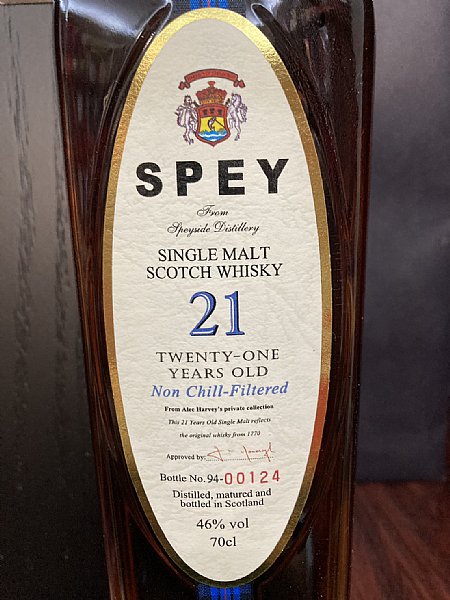 SPEY
From
Speyside Distillery
SINGLE MALT
SCOTCH WHISKY
21
TWENTY-ONE
YEARS OLD
Non Chill-Filtered
From Alec Harvey's private collection
This 21 Years Old Single Malt reflects
the original whisky from 1770
Approved by:
Bottle No. 94-00124
Distilled, matured and
bottled in Scotland
46% vol
70cl